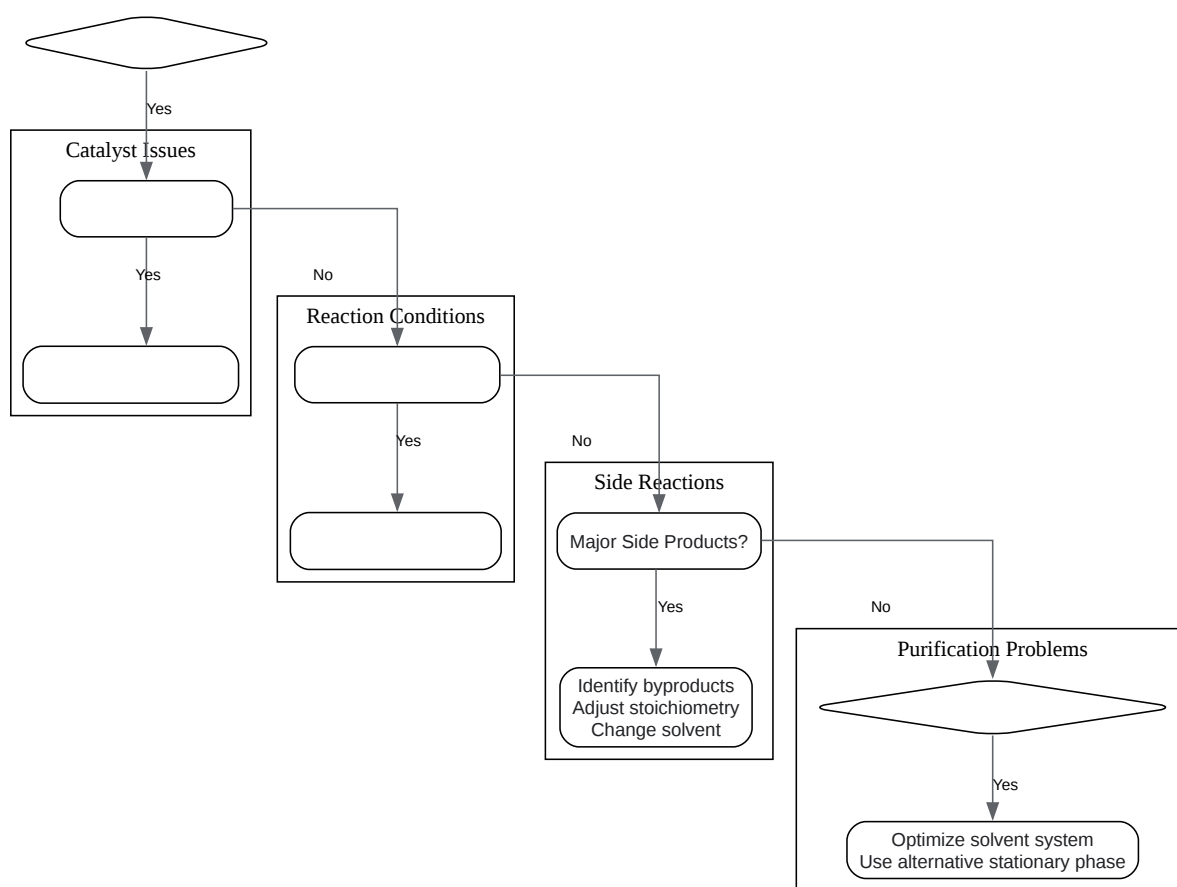 Yes
Catalyst Issues
Yes
No
Reaction Conditions
Yes
No
Side Reactions
Major Side Products?
Yes
No
Identify byproducts
Adjust stoichiometry
Change solvent
Purification Problems
Yes
Optimize solvent system
Use alternative stationary phase